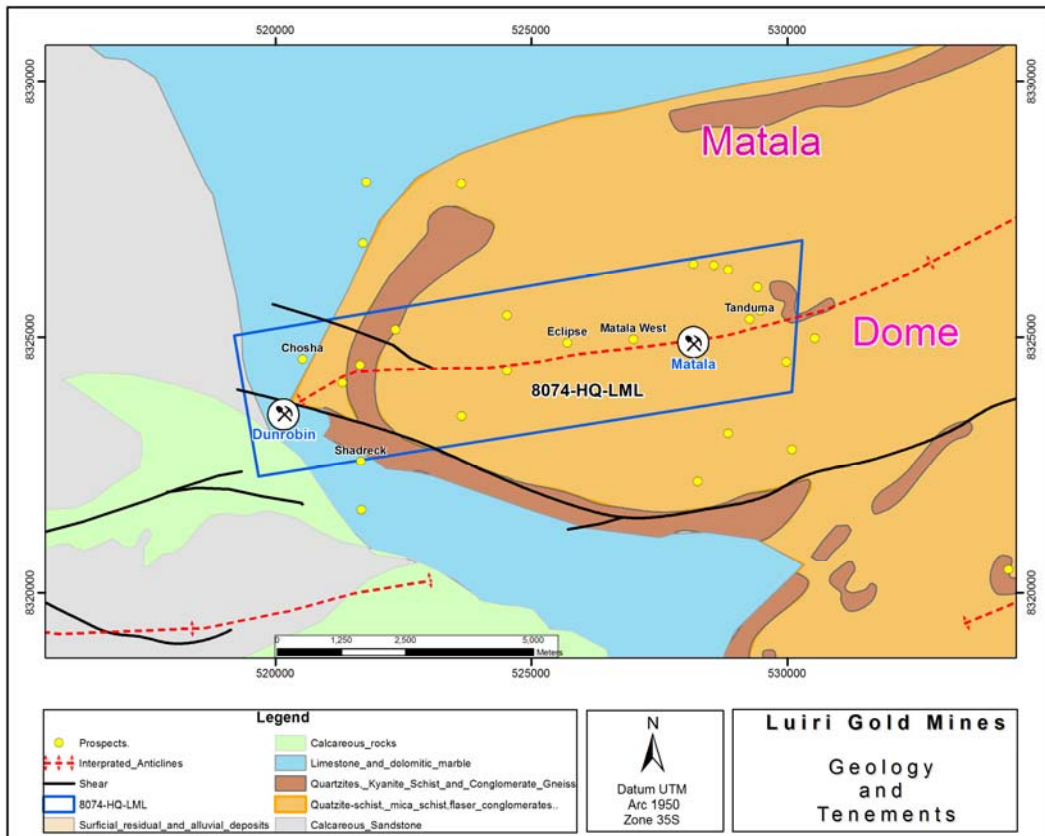 520000 525000 530000
8330000 8330000
Matala
Dome
8325000 8325000
Chosha
Eclipse
Matala West
Tanduma
Matala
8074-HQ-LML
Dunrobin
Shadreck
8320000 8320000
0 1,250 2,500 5,000
Meters
520000 525000 530000
Legend
Prospects.
Interprated_Anticlines
Shear
8074-HQ-LML
Surficial_residual_and_alluvial_deposits
Calcareous_rocks
Limestone_and_dolomitic_marble
Quartzites,_Kyanite_Schist_and_Conglomerate_Gneiss
Quatzite-schist,_mica_schist,flaser_conglomerates..
Calcareous_Sandstone
N
Datum UTM
Arc 1950
Zone 35S
Luiri Gold Mines
Geology
and
Tenements